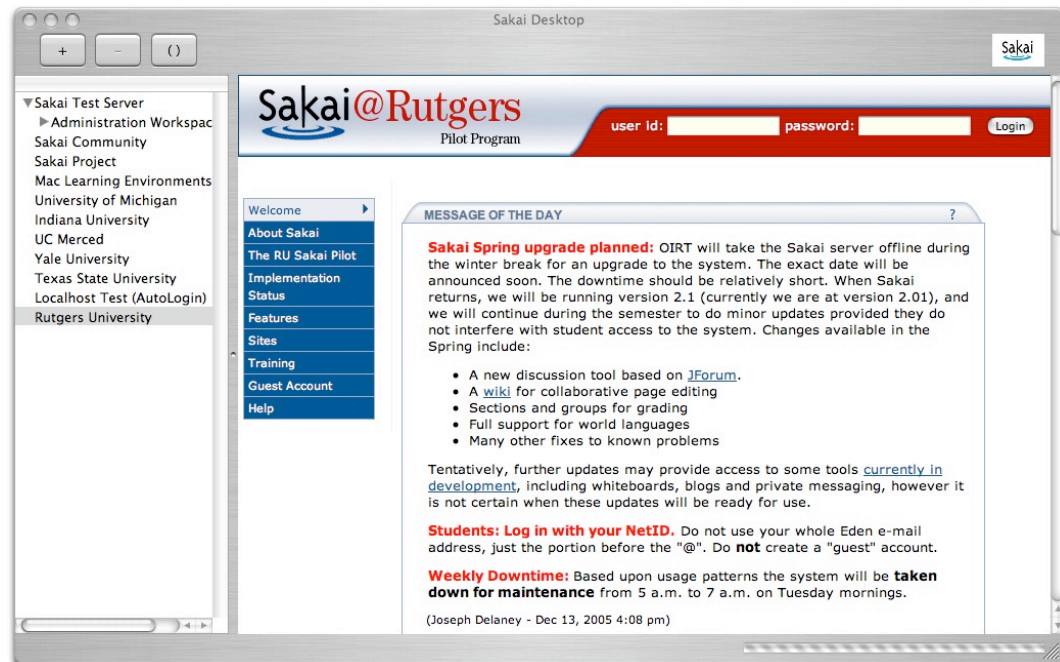 Sakai Desktop
+
-
()
Sakai
Sakai Test Server
Administration Workspac
Sakai Community
Sakai Project
Mac Learning Environments
University of Michigan
Indiana University
UC Merced
Yale University
Texas State University
Localhost Test (AutoLogin)
Rutgers University
Sakai@Rutgers
Pilot Program
user id:
password:
Login
Welcome
About Sakai
The RU Sakai Pilot
Implementation
Status
Features
Sites
Training
Guest Account
Help
MESSAGE OF THE DAY ?
Sakai Spring upgrade planned: OIRT will take the Sakai server offline during
the winter break for an upgrade to the system. The exact date will be
announced soon. The downtime should be relatively short. When Sakai
returns, we will be running version 2.1 (currently we are at version 2.01), and
we will continue during the semester to do minor updates provided they do
not interfere with student access to the system. Changes available in the
Spring include:
• A new discussion tool based on JForum.
• A wiki for collaborative page editing
• Sections and groups for grading
• Full support for world languages
• Many other fixes to known problems
Tentatively, further updates may provide access to some tools currently in
development, including whiteboards, blogs and private messaging, however it
is not certain when these updates will be ready for use.
Students: Log in with your NetID. Do not use your whole Eden e-mail
address, just the portion before the "@". Do not create a "guest" account.
Weekly Downtime: Based upon usage patterns the system will be taken
down for maintenance from 5 a.m. to 7 a.m. on Tuesday mornings.
(Joseph Delaney - Dec 13, 2005 4:08 pm)